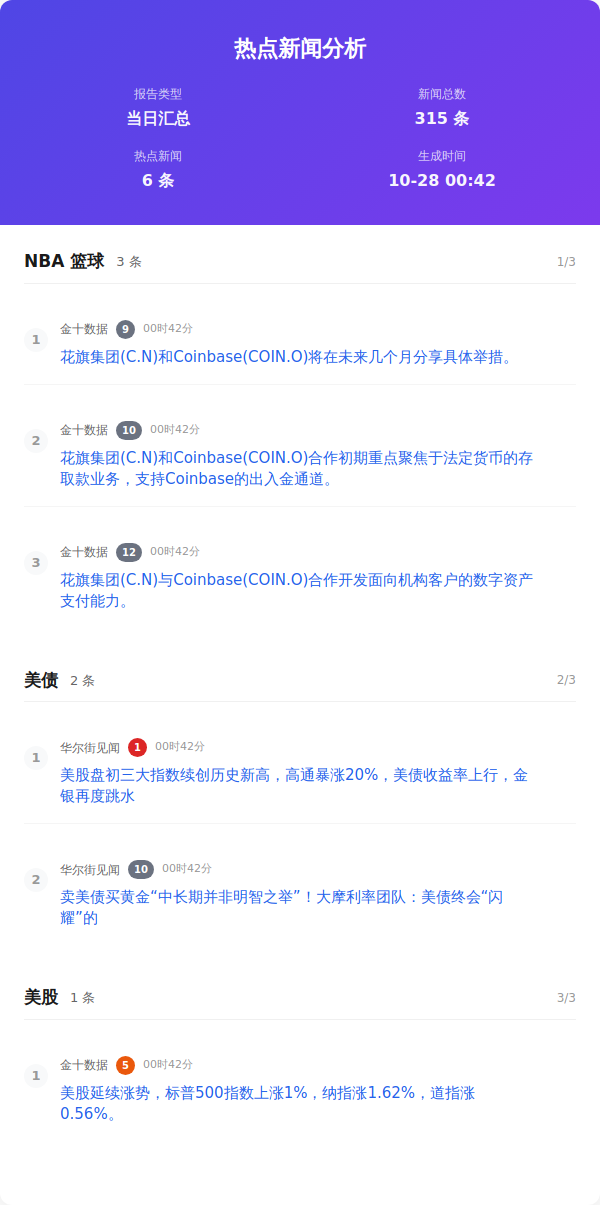 热点新闻分析
报告类型
当日汇总
新闻总数
315 条
热点新闻
6 条
生成时间
10-28 00:42
NBA 篮球 3 条 1/3
1
金十数据 9 00时42分
花旗集团(C.N)和Coinbase(COIN.O)将在未来几个月分享具体举措。
2
金十数据 10 00时42分
花旗集团(C.N)和Coinbase(COIN.O)合作初期重点聚焦于法定货币的存
取款业务，支持Coinbase的出入金通道。
3
金十数据 12 00时42分
花旗集团(C.N)与Coinbase(COIN.O)合作开发面向机构客户的数字资产
支付能力。
美债 2 条 2/3
1
华尔街见闻 1 00时42分
美股盘初三大指数续创历史新高，高通暴涨20%，美债收益率上行，金
银再度跳水
2
华尔街见闻 10 00时42分
卖美债买黄金“中长期并非明智之举”！大摩利率团队：美债终会“闪
耀”的
美股 1 条 3/3
1
金十数据 5 00时42分
美股延续涨势，标普500指数上涨1%，纳指涨1.62%，道指涨
0.56%。